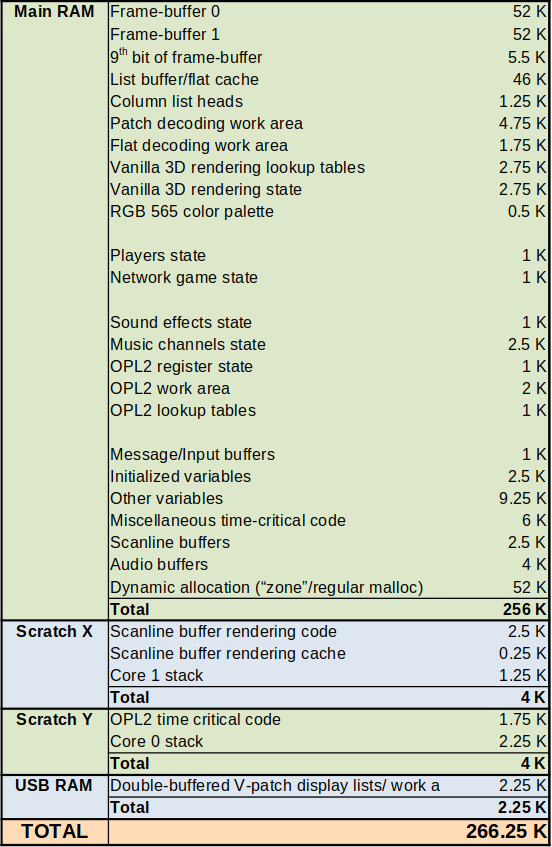 Main RAM Frame-buffer 0 52 K
Frame-buffer 1 52 K
9th bit of frame-buffer 5.5 K
List buffer/flat cache 46 K
Column list heads 1.25 K
Patch decoding work area 4.75 K
Flat decoding work area 1.75 K
Vanilla 3D rendering lookup tables 2.75 K
Vanilla 3D rendering state 2.75 K
RGB 565 color palette 0.5 K
Players state 1 K
Network game state 1 K
Sound effects state 1 K
Music channels state 2.5 K
OPL2 register state 1 K
OPL2 work area 2 K
OPL2 lookup tables 1 K
Message/Input buffers 1 K
Initialized variables 2.5 K
Other variables 9.25 K
Miscellaneous time-critical code 6 K
Scanline buffers 2.5 K
Audio buffers 4 K
Dynamic allocation (“zone”/regular malloc) 52 K
Total 256 K
Scratch X Scanline buffer rendering code 2.5 K
Scanline buffer rendering cache 0.25 K
Core 1 stack 1.25 K
Total 4 K
Scratch Y OPL2 time critical code 1.75 K
Core 0 stack 2.25 K
Total 4 K
USB RAM Double-buffered V-patch display lists/ work a 2.25 K
Total 2.25 K
TOTAL 266.25 K